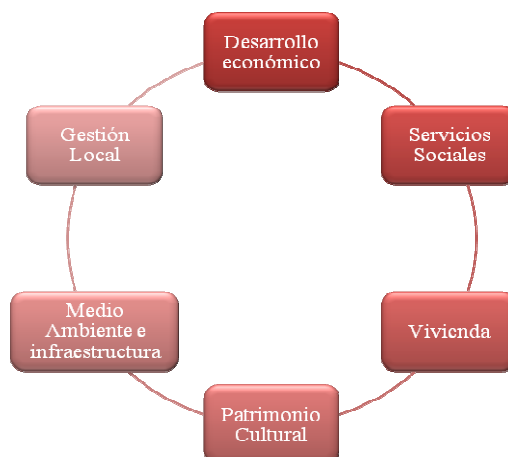 Desarrollo
económico
Servicios
Sociales
Vivienda
Patrimonio
Cultural
Medio
Ambiente e
infraestructura
Gestión
Local